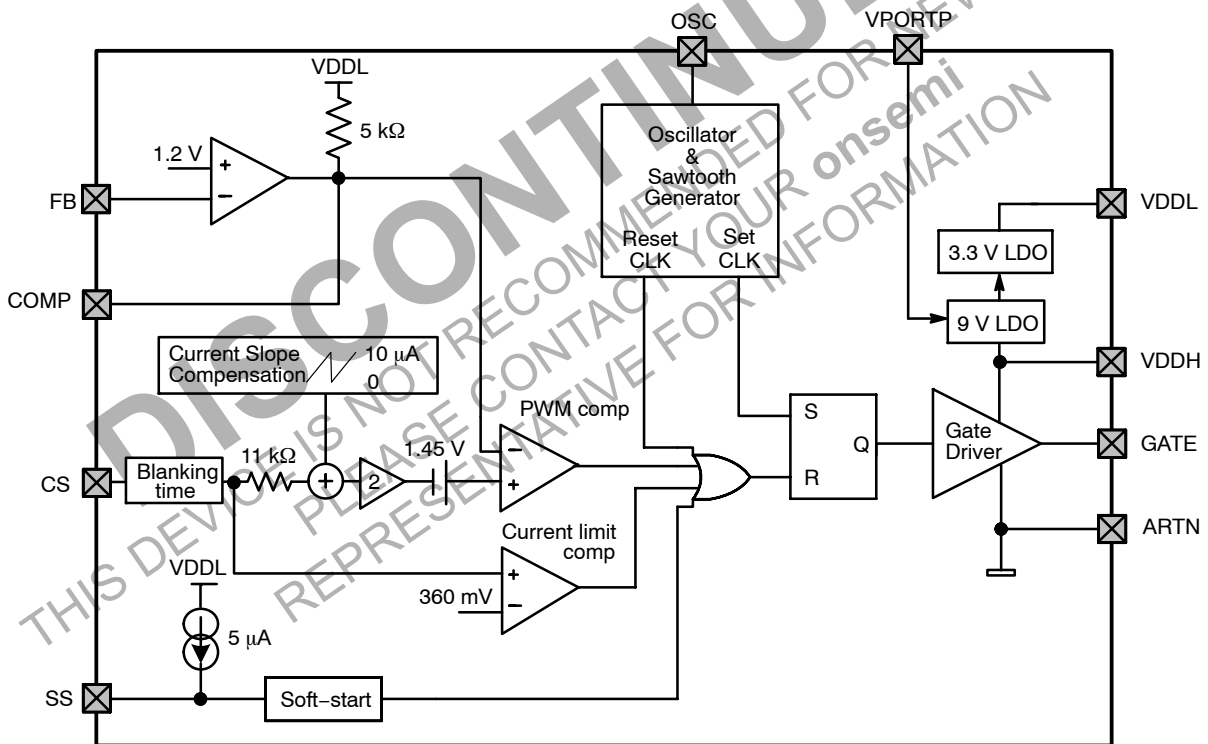 OSC
VPORTP
VDDL
5 kΩ
1.2 V
+
−
FB
COMP
Oscillator
&
Sawtooth
Generator
Reset
CLK
Set
CLK
VDDL
3.3 V LDO
9 V LDO
VDDH
Current Slope
Compensation
10 μA
0
PWM comp
−
+
1.45 V
11 kΩ
+
2
CS
Blanking
time
S
R
Q
Gate
Driver
GATE
ARTN
Current limit
comp
+
−
360 mV
VDDL
5 μA
SS
Soft−start
THIS DEVICE IS NOT RECOMMENDED FOR NEW
PLEASE CONTACT YOUR onsemi
REPRESENTATIVE FOR INFORMATION